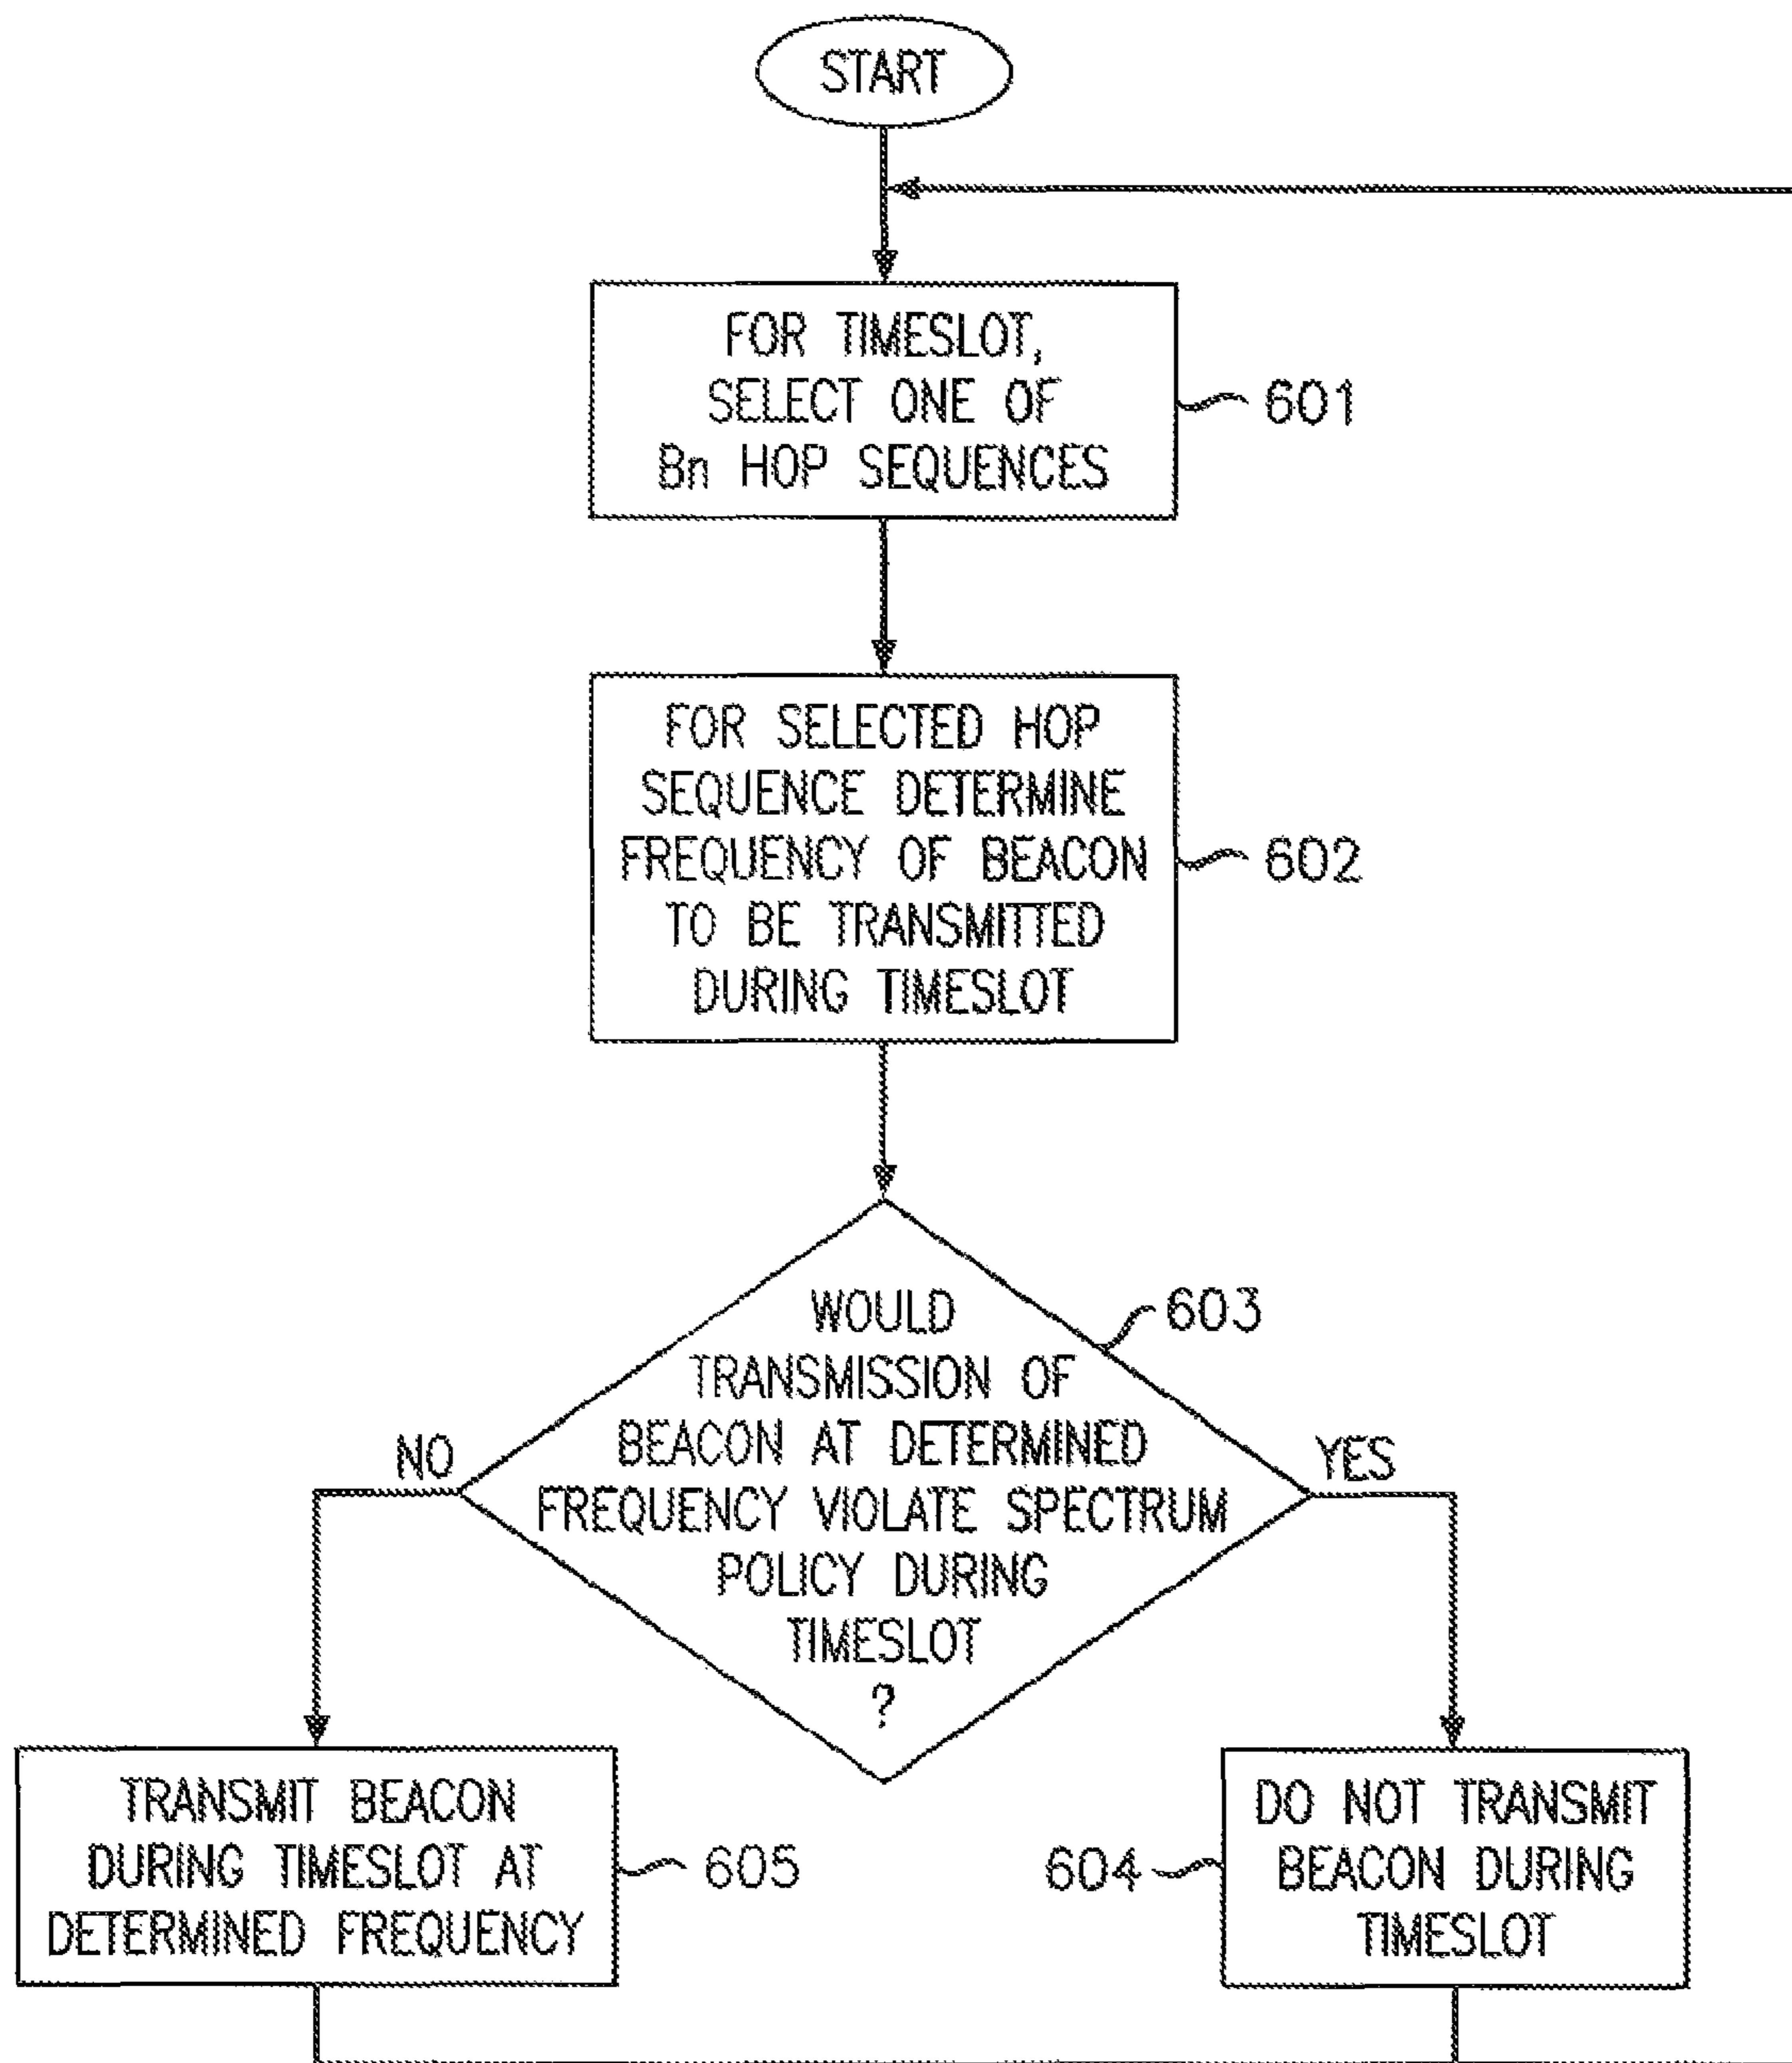 START
FOR TIMESLOT,
SELECT ONE OF
Bn HOP SEQUENCES
601
FOR SELECTED HOP
SEQUENCE DETERMINE
FREQUENCY OF BEACON
TO BE TRANSMITTED
DURING TIMESLOT
602
WOULD
TRANSMISSION OF
BEACON AT DETERMINED
FREQUENCY VIOLATE SPECTRUM
POLICY DURING
TIMESLOT
?
603
NO
YES
TRANSMIT BEACON
DURING TIMESLOT AT
DETERMINED FREQUENCY
605
604
DO NOT TRANSMIT
BEACON DURING
TIMESLOT